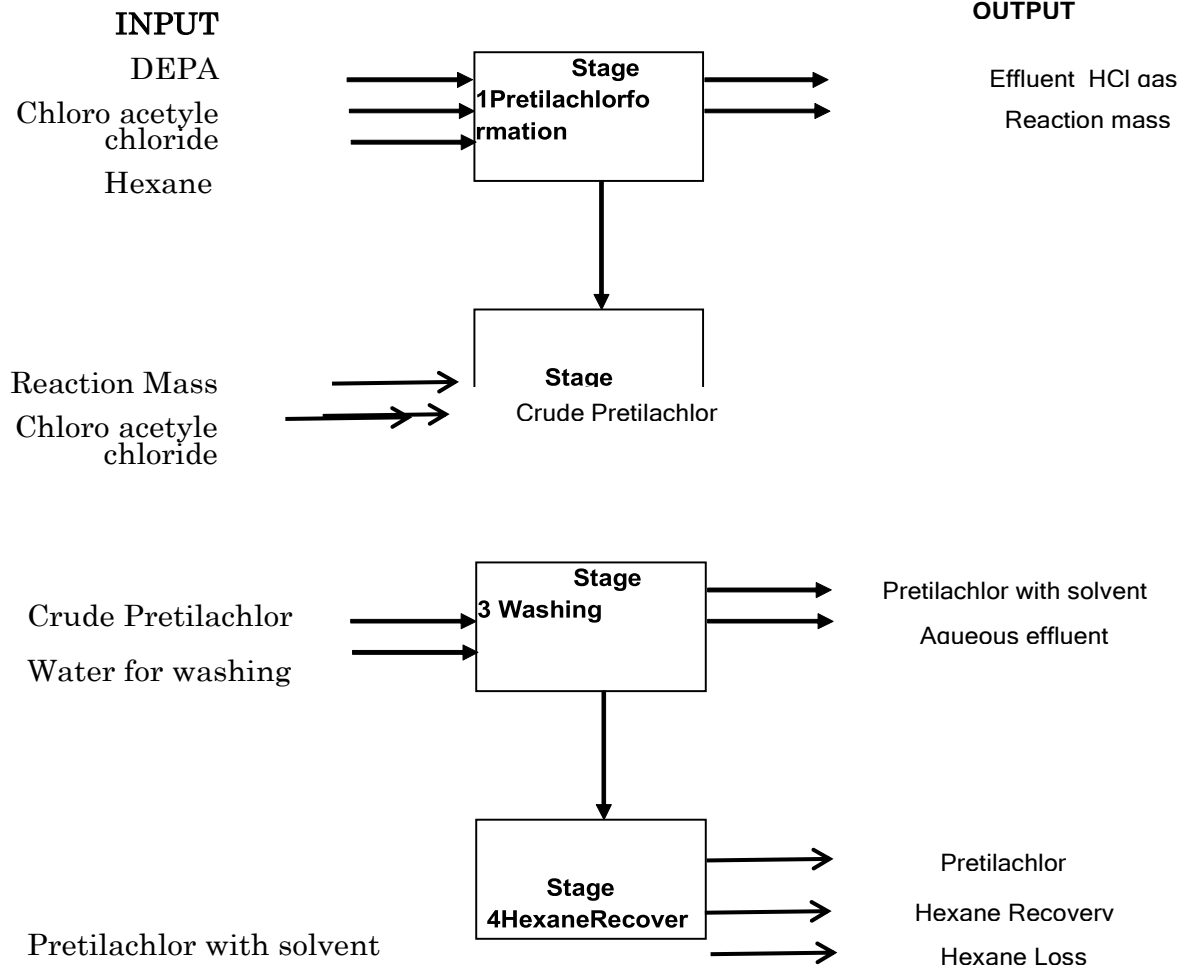 INPUT
OUTPUT
DEPA
Chloro acetyle
chloride
Hexane
Stage
1Pretilachlorfo
rmation
Effluent HCl gas
Reaction mass
Reaction Mass
Chloro acetyle
chloride
Stage
Crude Pretilachlor
Crude Pretilachlor
Water for washing
Stage
3 Washing
Pretilachlor with solvent
Aqueous effluent
Pretilachlor with solvent
Stage
4HexaneRecover
Pretilachlor
Hexane Recovery
Hexane Loss